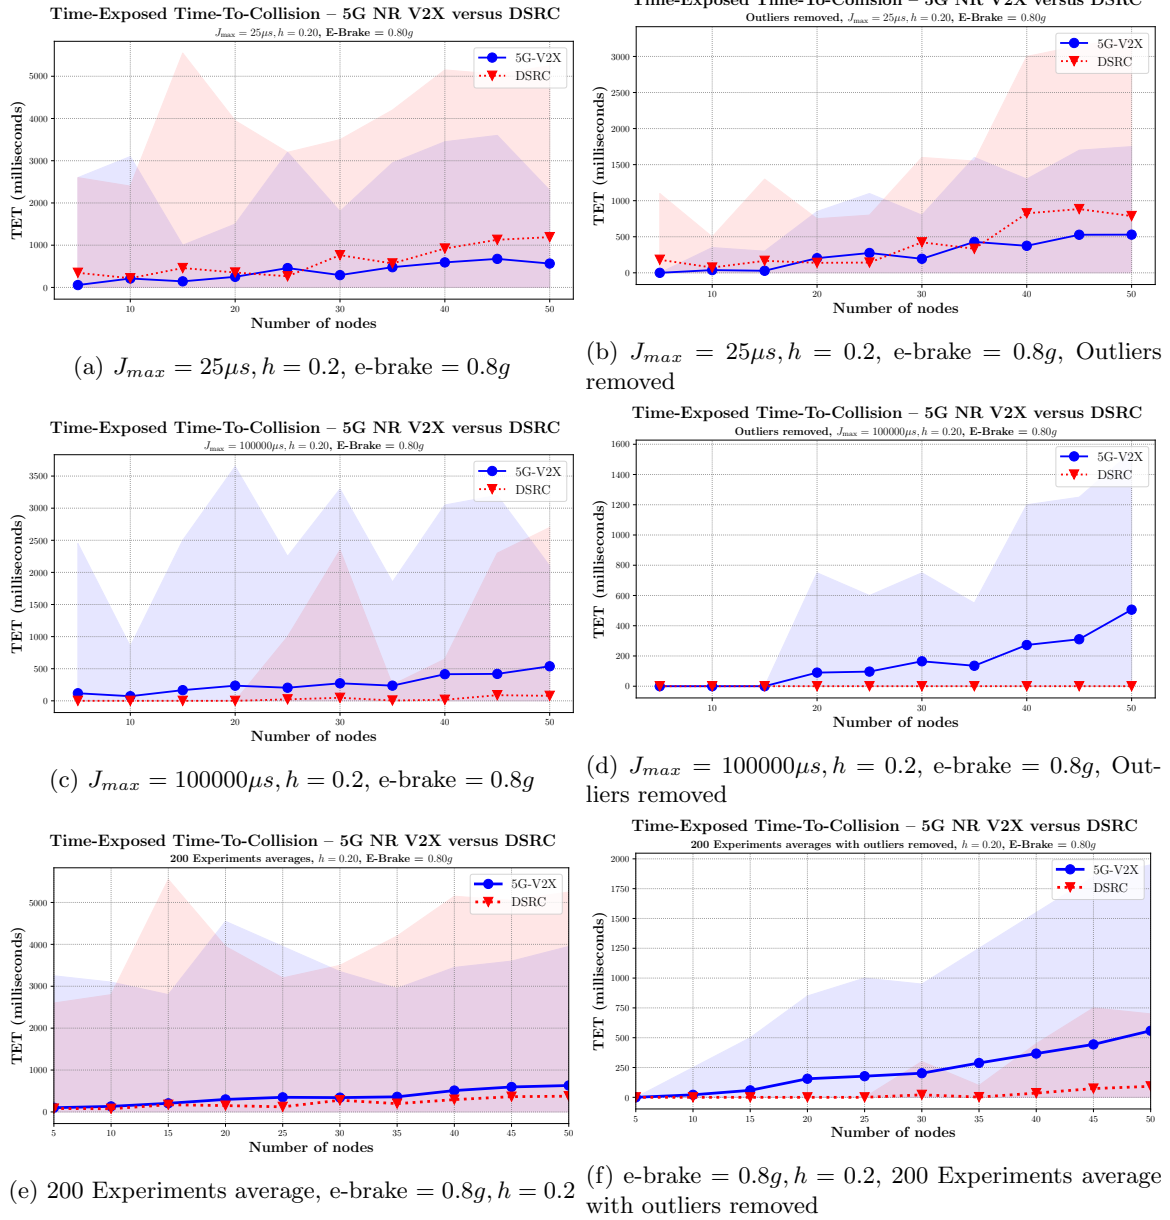 Time-Exposed Time-To-Collision – 5G NR V2X versus DSRC
J_max = 25μs, h = 0.20, E-Brake = 0.80g
5G-V2X
DSRC
5000
4000
3000
2000
1000
0
TET (milliseconds)
10 20 30 40 50
Number of nodes
(a) J_max = 25μs, h = 0.2, e-brake = 0.8g
Time-Exposed Time-To-Collision – 5G NR V2X versus DSRC
Outliers removed, J_max = 25μs, h = 0.20, E-Brake = 0.80g
5G-V2X
DSRC
3000
2500
2000
1500
1000
500
0
TET (milliseconds)
10 20 30 40 50
Number of nodes
(b) J_max = 25μs, h = 0.2, e-brake = 0.8g, Outliers
removed
Time-Exposed Time-To-Collision – 5G NR V2X versus DSRC
J_max = 100000μs, h = 0.20, E-Brake = 0.80g
5G-V2X
DSRC
3500
3000
2500
2000
1500
1000
500
0
TET (milliseconds)
10 20 30 40 50
Number of nodes
(c) J_max = 100000μs, h = 0.2, e-brake = 0.8g
Time-Exposed Time-To-Collision – 5G NR V2X versus DSRC
Outliers removed, J_max = 100000μs, h = 0.20, E-Brake = 0.80g
5G-V2X
DSRC
1600
1400
1200
1000
800
600
400
200
0
TET (milliseconds)
10 20 30 40 50
Number of nodes
(d) J_max = 100000μs, h = 0.2, e-brake = 0.8g, Out-
liers removed
Time-Exposed Time-To-Collision – 5G NR V2X versus DSRC
200 Experiments averages, h = 0.20, E-Brake = 0.80g
5G-V2X
DSRC
5000
4000
3000
2000
1000
0
TET (milliseconds)
5 10 15 20 25 30 35 40 45 50
Number of nodes
(e) 200 Experiments average, e-brake = 0.8g, h = 0.2
Time-Exposed Time-To-Collision – 5G NR V2X versus DSRC
200 Experiments averages with outliers removed, h = 0.20, E-Brake = 0.80g
5G-V2X
DSRC
2000
1750
1500
1250
1000
750
500
250
0
TET (milliseconds)
5 10 15 20 25 30 35 40 45 50
Number of nodes
(f) e-brake = 0.8g, h = 0.2, 200 Experiments average
with outliers removed